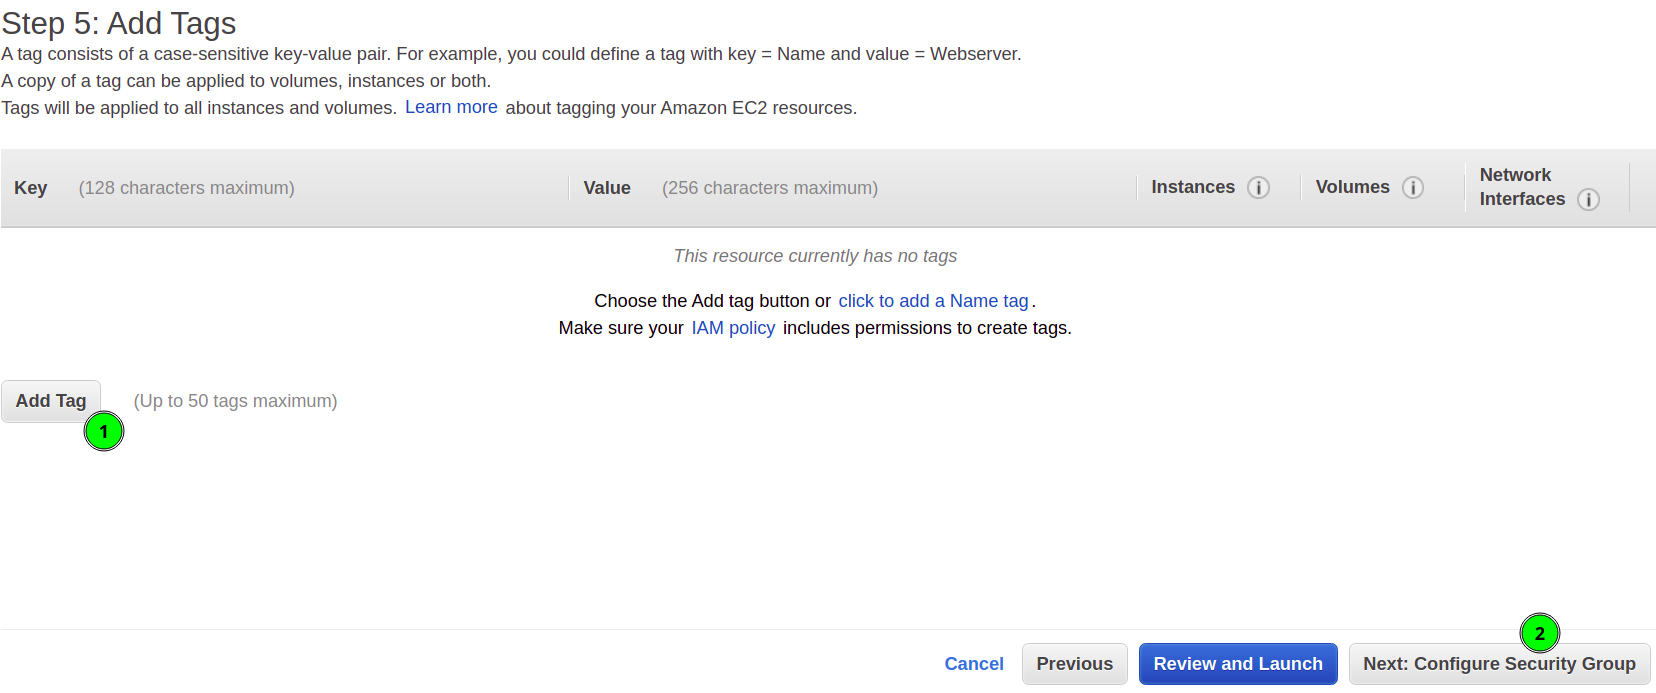 Step 5: Add Tags
A tag consists of a case-sensitive key-value pair. For example, you could define a tag with key = Name and value = Webserver.
A copy of a tag can be applied to volumes, instances or both.
Tags will be applied to all instances and volumes. Learn more about tagging your Amazon EC2 resources.
Key (128 characters maximum) Value (256 characters maximum) Instances i Volumes i Network Interfaces i
This resource currently has no tags
Choose the Add tag button or click to add a Name tag.
Make sure your IAM policy includes permissions to create tags.
Add Tag (Up to 50 tags maximum)
1
2
Cancel Previous Review and Launch Next: Configure Security Group